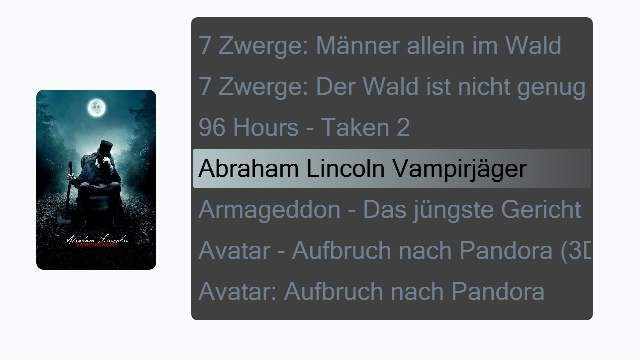 7 Zwerge: Männer allein im Wald
7 Zwerge: Der Wald ist nicht genug
96 Hours - Taken 2
Abraham Lincoln Vampirjäger
Armageddon - Das jüngste Gericht
Avatar - Aufbruch nach Pandora (3D
Avatar: Aufbruch nach Pandora
Abraham Lincoln
VAMPIRJÄGER